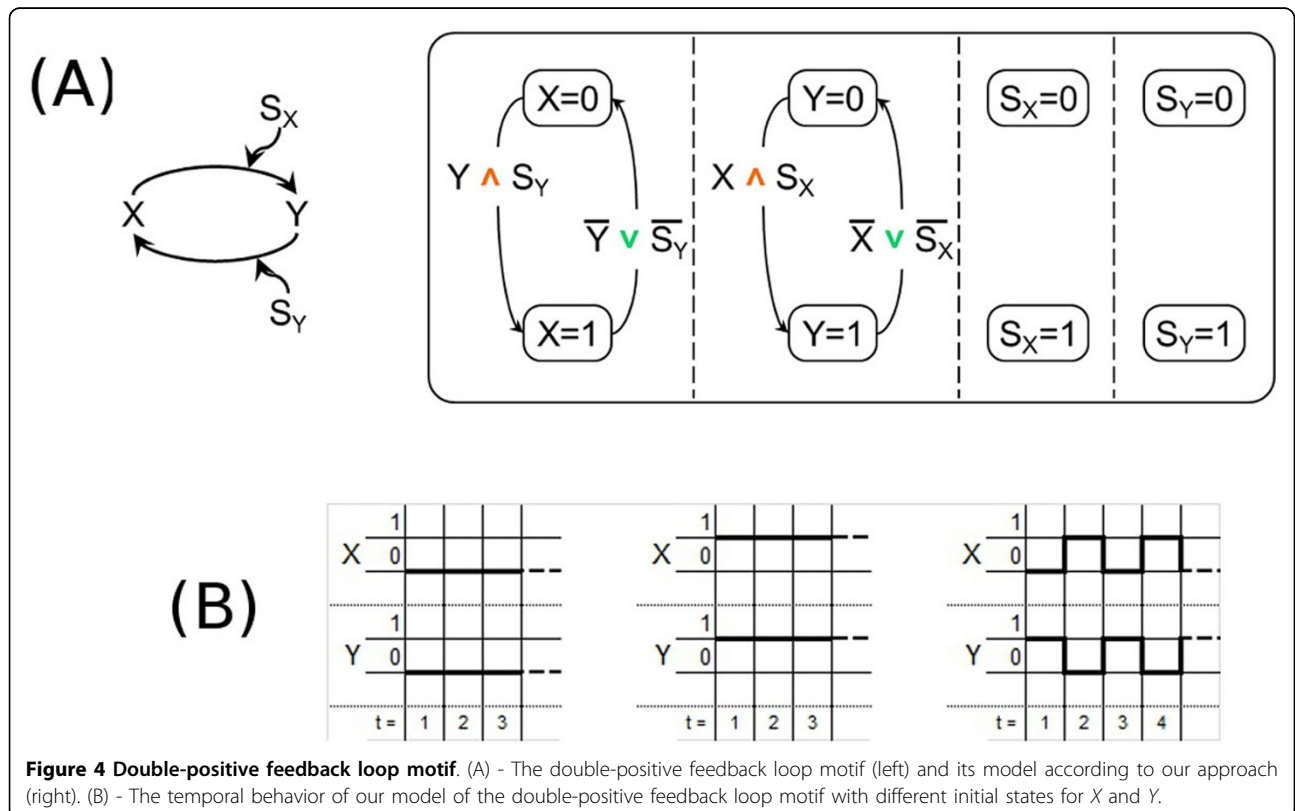 (A)
S_X
X
Y
S_Y
X=0
Y=0
S_X=0
S_Y=0
Y ∧ S_Y
X ∧ S_X
Y̅ ∨ S̅_Y̅
X̅ ∨ S̅_X̅
X=1
Y=1
S_X=1
S_Y=1
(B)
X 1 0
Y 1 0
t = 1 2 3
X 1 0
Y 1 0
t = 1 2 3
X 1 0
Y 1 0
t = 1 2 3 4
Figure 4 Double-positive feedback loop motif. (A) - The double-positive feedback loop motif (left) and its model according to our approach
(right). (B) - The temporal behavior of our model of the double-positive feedback loop motif with different initial states for X and Y.